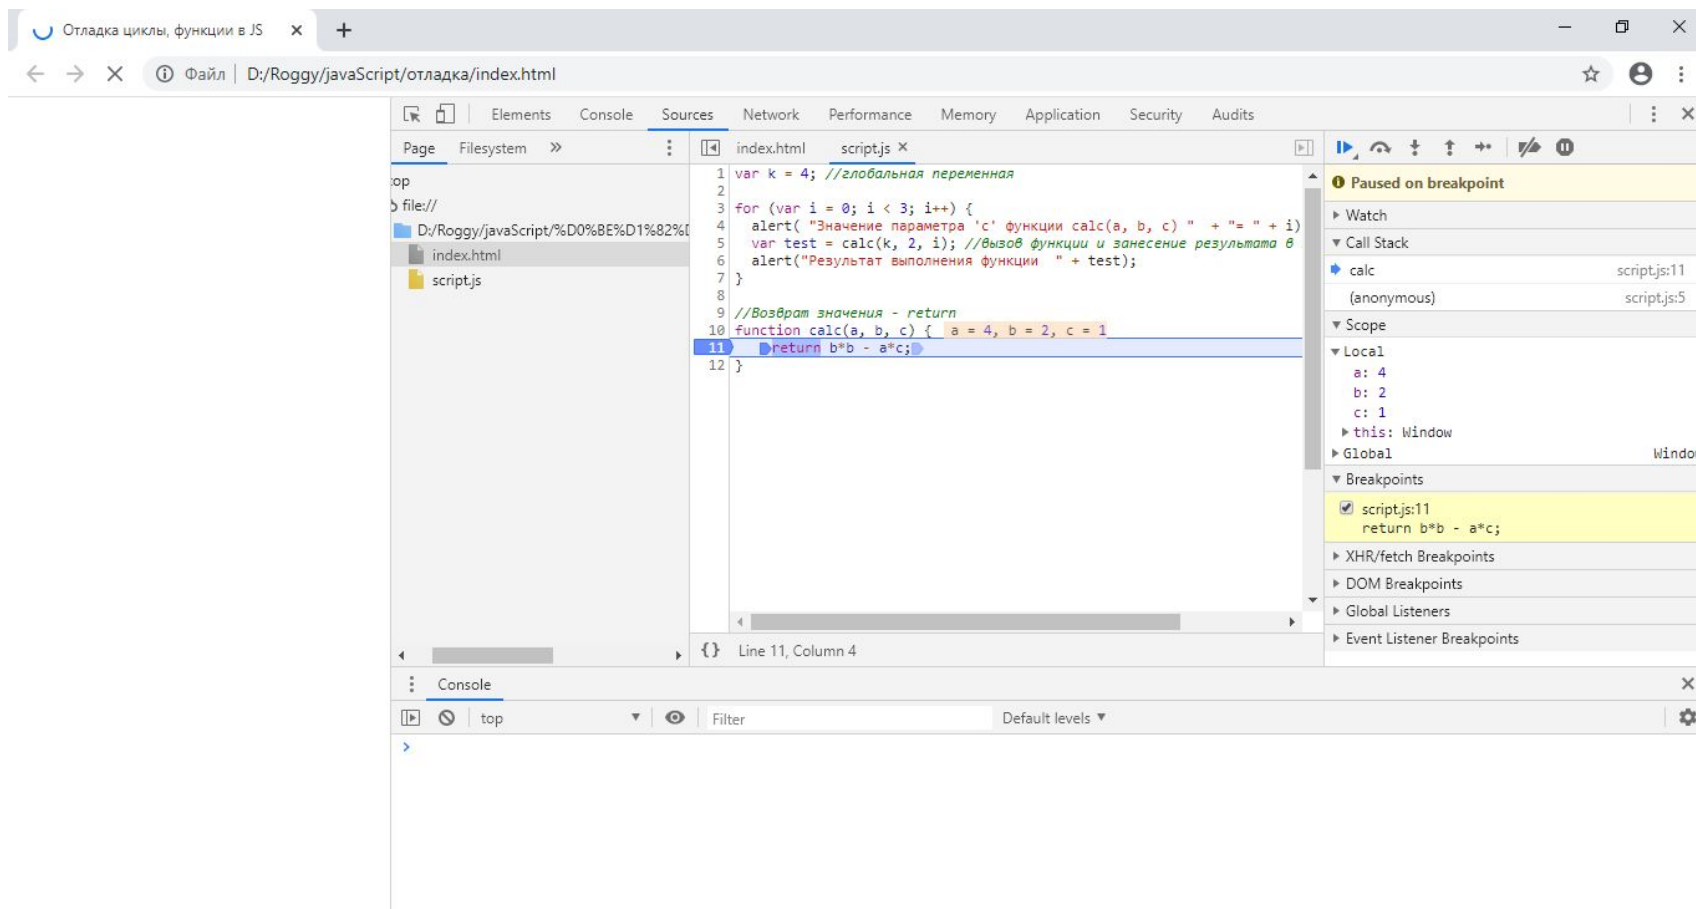 Отладка циклы, функции в JS
Файл D:/Roggy/javaScript/отладка/index.html
Elements Console Sources Network Performance Memory Application Security Audits
Page Filesystem »
index.html script.js
top
file://
D:/Roggy/javaScript/%D0%BE%D1%82%D
index.html
script.js
1 var k = 4; //глобальная переменная
2
3 for (var i = 0; i < 3; i++) {
4 alert( "Значение параметра 'c' функции calc(a, b, c) " + "= " + i)
5 var test = calc(k, 2, i); //вызов функции и занесение результата в
6 alert("Результат выполнения функции " + test);
7 }
8
9 //Возврат значения - return
10 function calc(a, b, c) { a = 4, b = 2, c = 1
11 return b*b - a*c;
12 }
{} Line 11, Column 4
Paused on breakpoint
Watch
Call Stack
calc script.js:11
(anonymous) script.js:5
Scope
Local
a: 4
b: 2
c: 1
this: Window
Global Windo
Breakpoints
script.js:11
return b*b - a*c;
XHR/fetch Breakpoints
DOM Breakpoints
Global Listeners
Event Listener Breakpoints
Console
top Filter Default levels
>